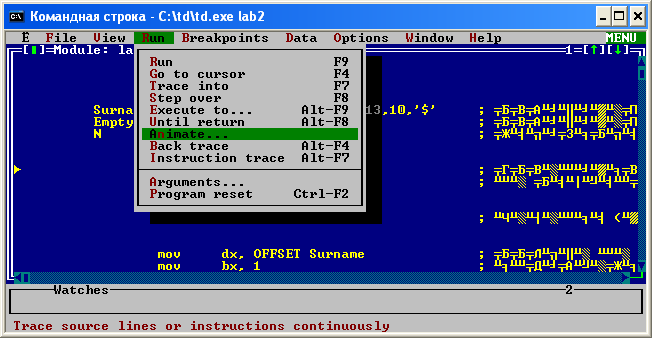 Командная строка - C:\td\td.exe lab2
Ё File View Run Breakpoints Data Options Window Help MENU
[■]=Module: la 1=[↑][↓]
Run F9
Go to cursor F4
Trace into F7
Step over F8
Surna Execute to... Alt-F9 13,10,'$' ;
Empty Until return Alt-F8 ;
N Animate... ;
Back trace Alt-F4
Instruction trace Alt-F7 ;
;
Arguments...
Program reset Ctrl-F2
;
mov dx, OFFSET Surname ;
mov bx, 1 ;
Watches 2
Trace source lines or instructions continuously